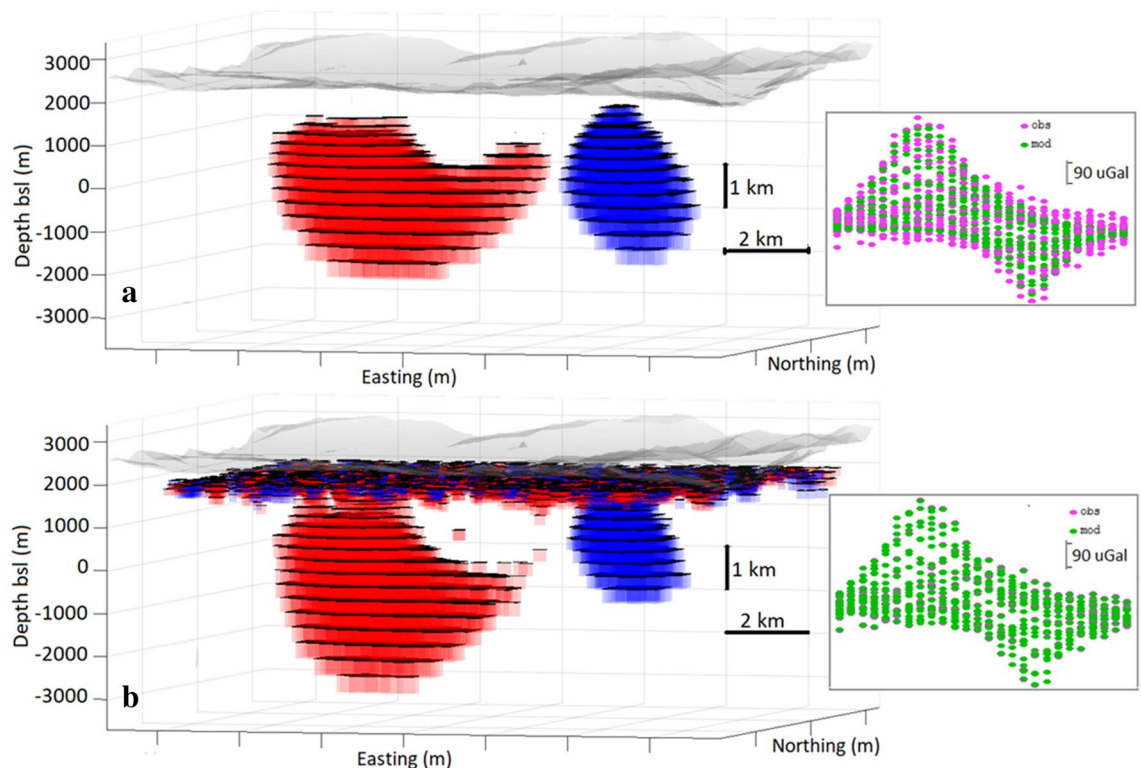 3000
2000
1000
0
-1000
-2000
-3000
Depth bsl (m)
a
1 km
2 km
Easting (m)
Northing (m)
obs
mod
90 uGal
3000
2000
1000
0
-1000
-2000
-3000
Depth bsl (m)
b
1 km
2 km
Easting (m)
Northing (m)
obs
mod
90 uGal